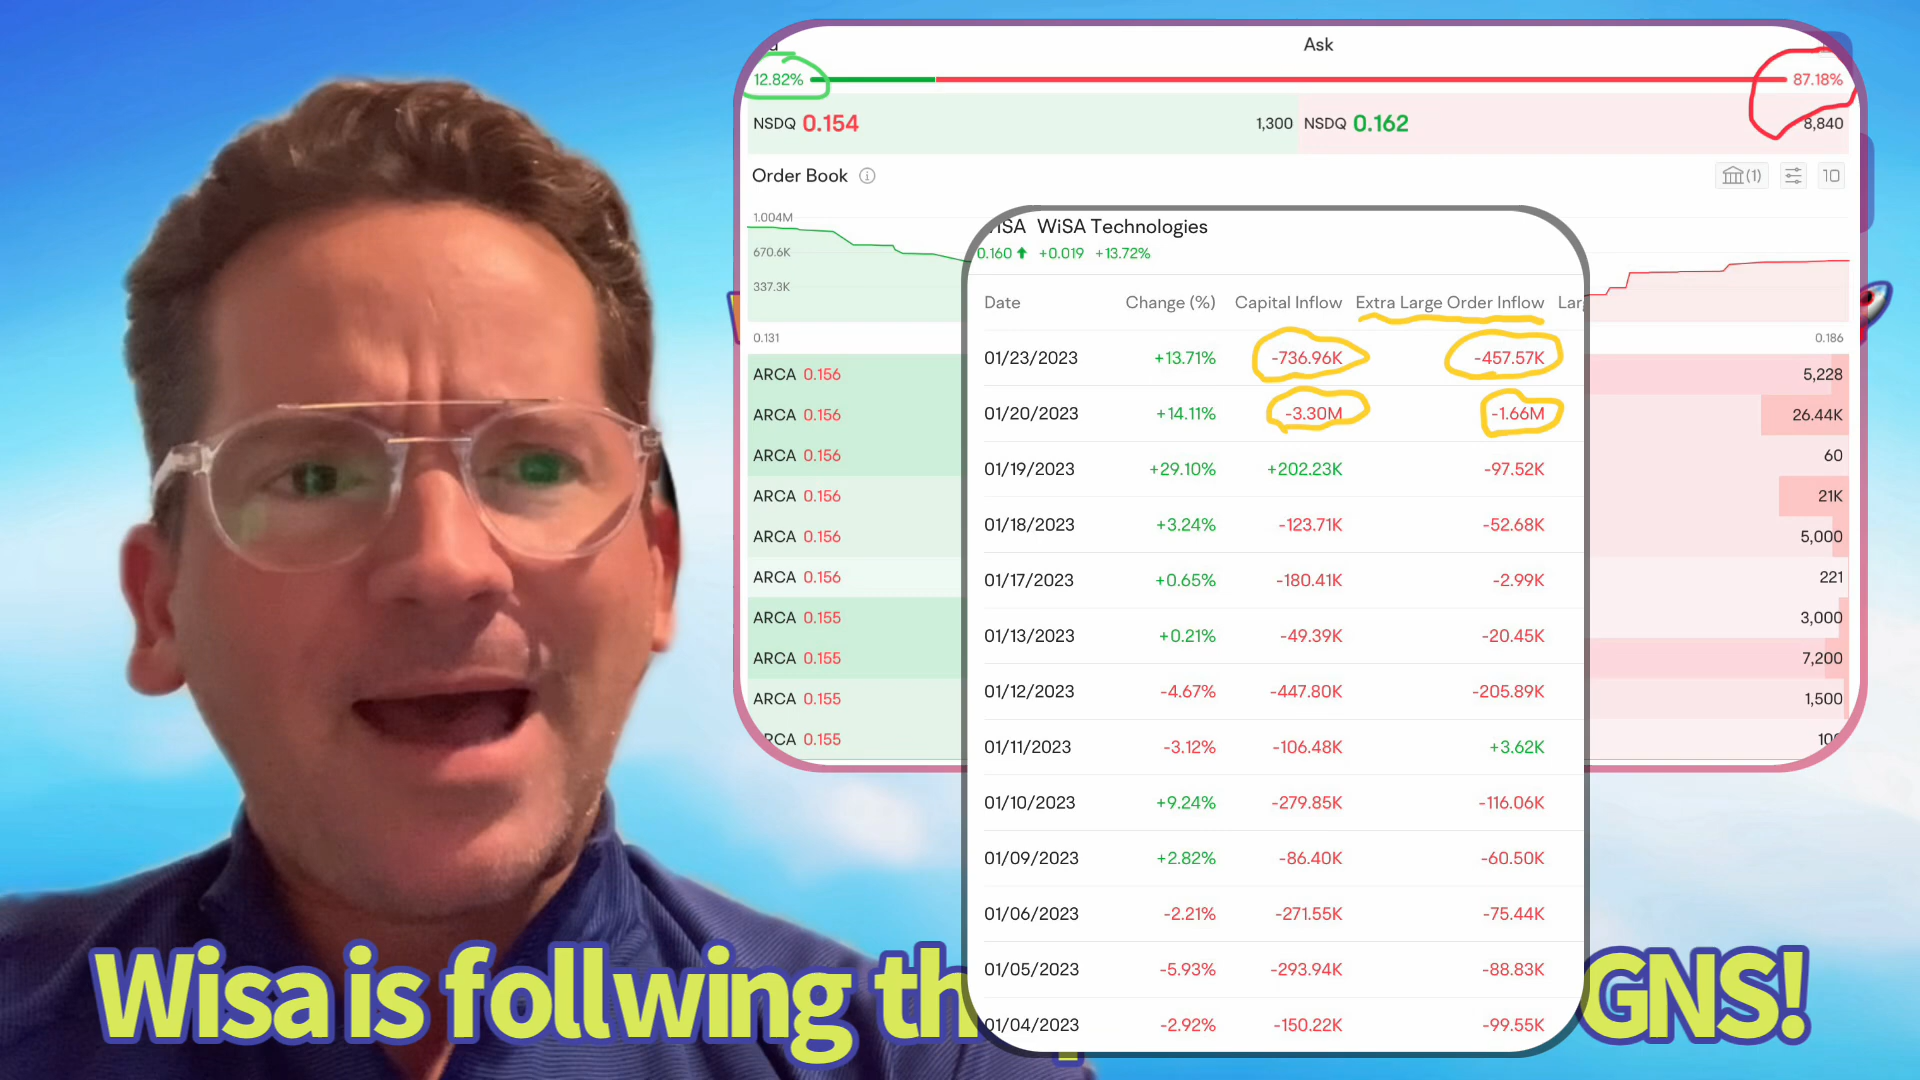 Ask
12.82%
87.18%
NSDQ 0.154 1,300 NSDQ 0.162 8,840
Order Book (1) 10
1.004M
670.6K
337.3K
0.131
0.186
ARCA 0.156
ARCA 0.156
ARCA 0.156
ARCA 0.156
ARCA 0.156
ARCA 0.156
ARCA 0.155
ARCA 0.155
ARCA 0.155
0.155
5,228
26.44K
60
21K
5,000
221
3,000
7,200
1,500
WiSA Technologies
0.160 +0.019 +13.72%
Date Change (%) Capital Inflow Extra Large Order Inflow
01/23/2023 +13.71% -736.96K -457.57K
01/20/2023 +14.11% -3.30M -1.66M
01/19/2023 +29.10% +202.23K -97.52K
01/18/2023 +3.24% -123.71K -52.68K
01/17/2023 +0.65% -180.41K -2.99K
01/13/2023 +0.21% -49.39K -20.45K
01/12/2023 -4.67% -447.80K -205.89K
01/11/2023 -3.12% -106.48K +3.62K
01/10/2023 +9.24% -279.85K -116.06K
01/09/2023 +2.82% -86.40K -60.50K
01/06/2023 -2.21% -271.55K -75.44K
01/05/2023 -5.93% -293.94K -88.83K
01/04/2023 -2.92% -150.22K -99.55K
Wisa is follwing GNS!